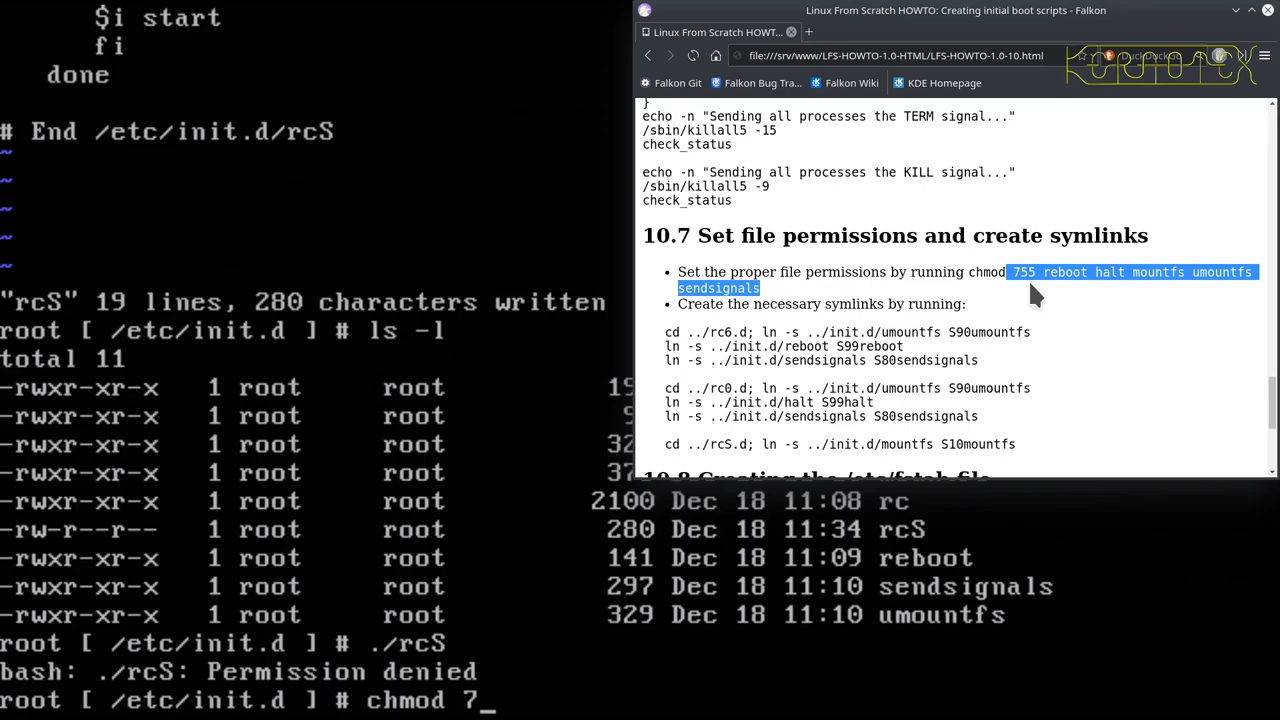 $i start
fi
done
# End /etc/init.d/rcS
~
~
~
~
~
"rcS" 19 lines, 280 characters written
root [ /etc/init.d ] # ls -l
total 11
-rwxr-xr-x 1 root root 19
-rwxr-xr-x 1 root root 9
-rwxr-xr-x 1 root root 32
-rwxr-xr-x 1 root root 37
-rwxr-xr-x 1 root root 2100 Dec 18 11:08 rc
-rw-r--r-- 1 root root 280 Dec 18 11:34 rcS
-rwxr-xr-x 1 root root 141 Dec 18 11:09 reboot
-rwxr-xr-x 1 root root 297 Dec 18 11:10 sendsignals
-rwxr-xr-x 1 root root 329 Dec 18 11:10 umountfs
root [ /etc/init.d ] # ./rcS
bash: ./rcS: Permission denied
root [ /etc/init.d ] # chmod 7_
Linux From Scratch HOWTO: Creating initial boot scripts - Falkon
Linux From Scratch HOWT...
file:///srv/www/LFS-HOWTO-1.0-HTML/LFS-HOWTO-1.0-10.html
Falkon Git Falkon Bug Tra... Falkon Wiki KDE Homepage
}
echo -n "Sending all processes the TERM signal..."
/sbin/killall5 -15
check_status
echo -n "Sending all processes the KILL signal..."
/sbin/killall5 -9
check_status
10.7 Set file permissions and create symlinks
• Set the proper file permissions by running chmod 755 reboot halt mountfs umountfs
sendsignals
• Create the necessary symlinks by running:
cd ../rc6.d; ln -s ../init.d/umountfs S90umountfs
ln -s ../init.d/reboot S99reboot
ln -s ../init.d/sendsignals S80sendsignals
cd ../rc0.d; ln -s ../init.d/umountfs S90umountfs
ln -s ../init.d/halt S99halt
ln -s ../init.d/sendsignals S80sendsignals
cd ../rcS.d; ln -s ../init.d/mountfs S10mountfs
10.8 Creating the /etc/fstab file